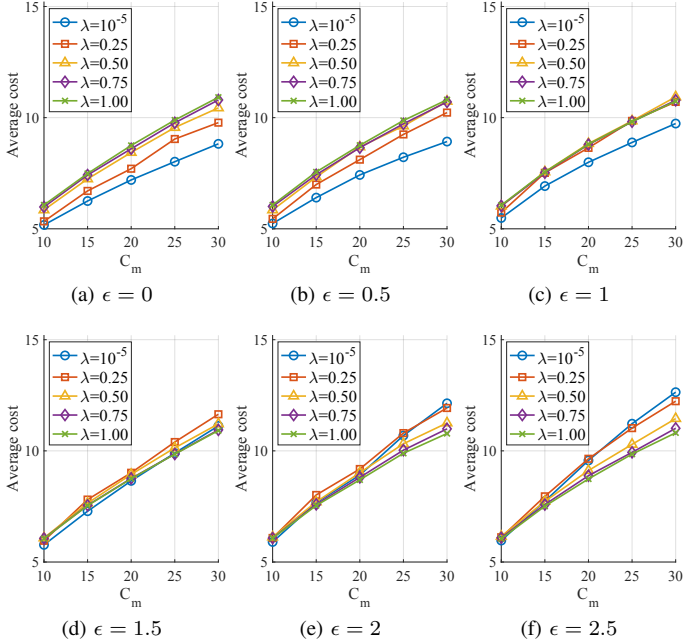 15
10
5
Average cost
λ=10⁻⁵
λ=0.25
λ=0.50
λ=0.75
λ=1.00
10 15 20 25 30
C_m
(a) ϵ = 0
15
10
5
Average cost
λ=10⁻⁵
λ=0.25
λ=0.50
λ=0.75
λ=1.00
10 15 20 25 30
C_m
(b) ϵ = 0.5
15
10
5
Average cost
λ=10⁻⁵
λ=0.25
λ=0.50
λ=0.75
λ=1.00
10 15 20 25 30
C_m
(c) ϵ = 1
15
10
5
Average cost
λ=10⁻⁵
λ=0.25
λ=0.50
λ=0.75
λ=1.00
10 15 20 25 30
C_m
(d) ϵ = 1.5
15
10
5
Average cost
λ=10⁻⁵
λ=0.25
λ=0.50
λ=0.75
λ=1.00
10 15 20 25 30
C_m
(e) ϵ = 2
15
10
5
Average cost
λ=10⁻⁵
λ=0.25
λ=0.50
λ=0.75
λ=1.00
10 15 20 25 30
C_m
(f) ϵ = 2.5